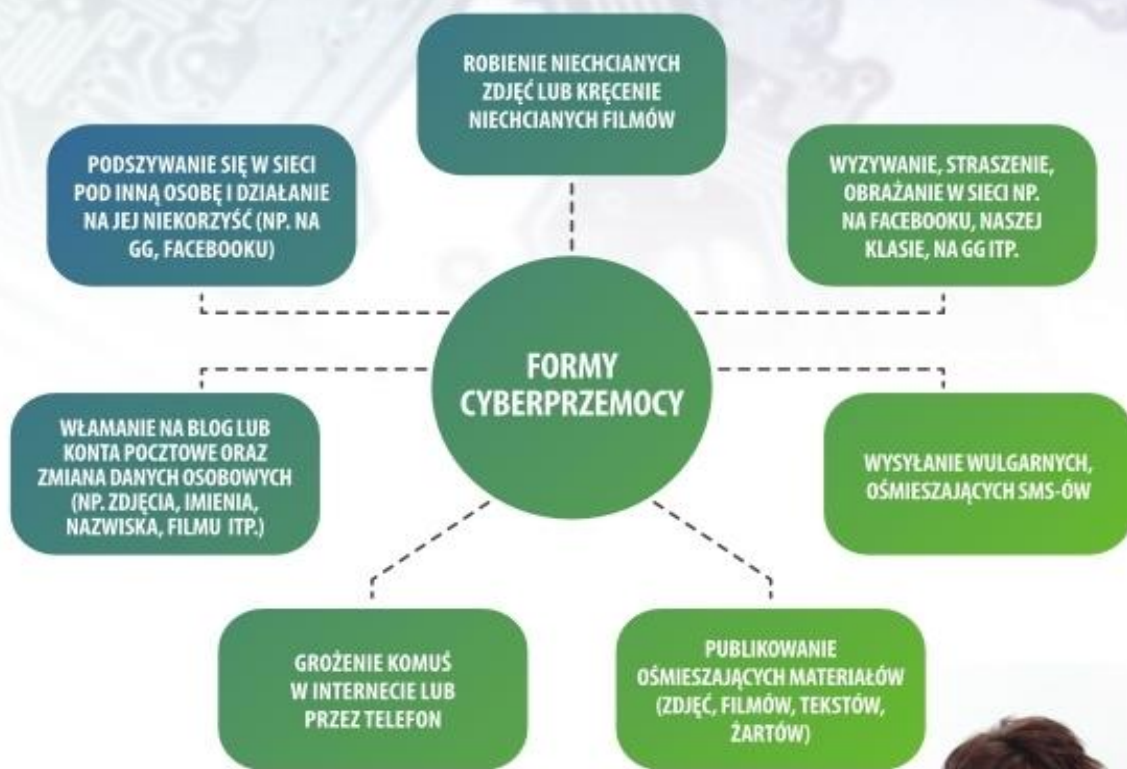 ROBIENIE NIECHCIANYCH
ZDJĘĆ LUB KRĘCENIE
NIECHCIANYCH FILMÓW
PODSZYWANIE SIĘ W SIECI
POD INNĄ OSOBĘ I DZIAŁANIE
NA JEJ NIEKORZYŚĆ (NP. NA
GG, FACEBOOKU)
WYZYWANIE, STRASZENIE,
OBRAŻANIE W SIECI NP.
NA FACEBOOKU, NASZEJ
KLASIE, NA GG ITP.
FORMY
CYBERPRZEMOCY
WŁAMANIE NA BLOG LUB
KONTA POCZTOWE ORAZ
ZMIANA DANYCH OSOBOWYCH
(NP. ZDJĘCIA, IMIENIA,
NAZWISKA, FILMU ITP.)
WYSYŁANIE WULGARNYCH,
OŚMIESZAJĄCYCH SMS-ÓW
GROŻENIE KOMUŚ
W INTERNECIE LUB
PRZEZ TELEFON
PUBLIKOWANIE
OŚMIESZAJĄCYCH MATERIAŁÓW
(ZDJĘĆ, FILMÓW, TEKSTÓW,
ŻARTÓW)